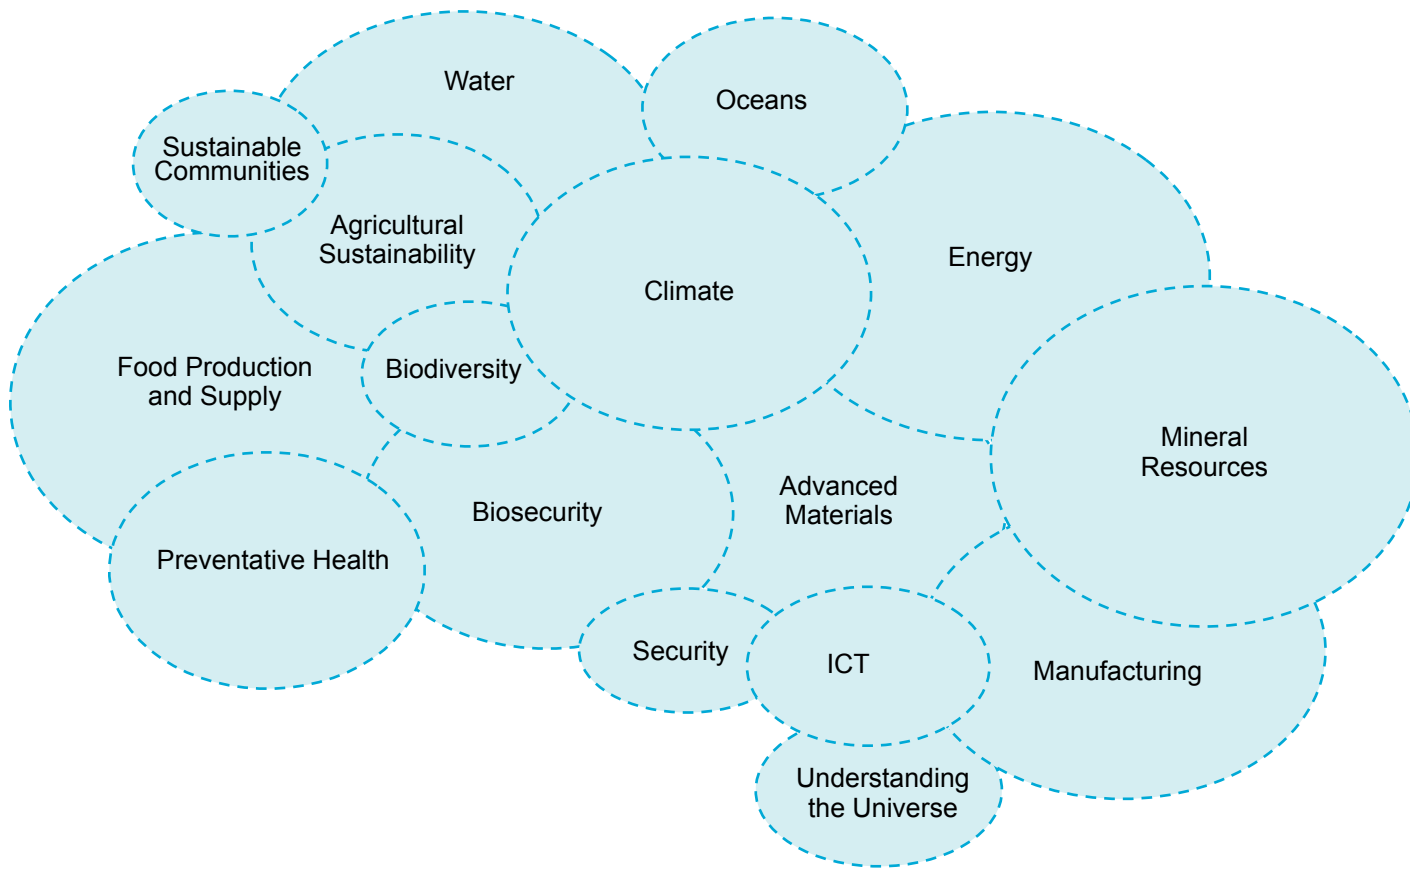 Water
Oceans
Sustainable
Communities
Agricultural
Sustainability
Energy
Climate
Food Production
and Supply
Biodiversity
Mineral
Resources
Advanced
Materials
Biosecurity
Preventative Health
Security
ICT
Manufacturing
Understanding
the Universe